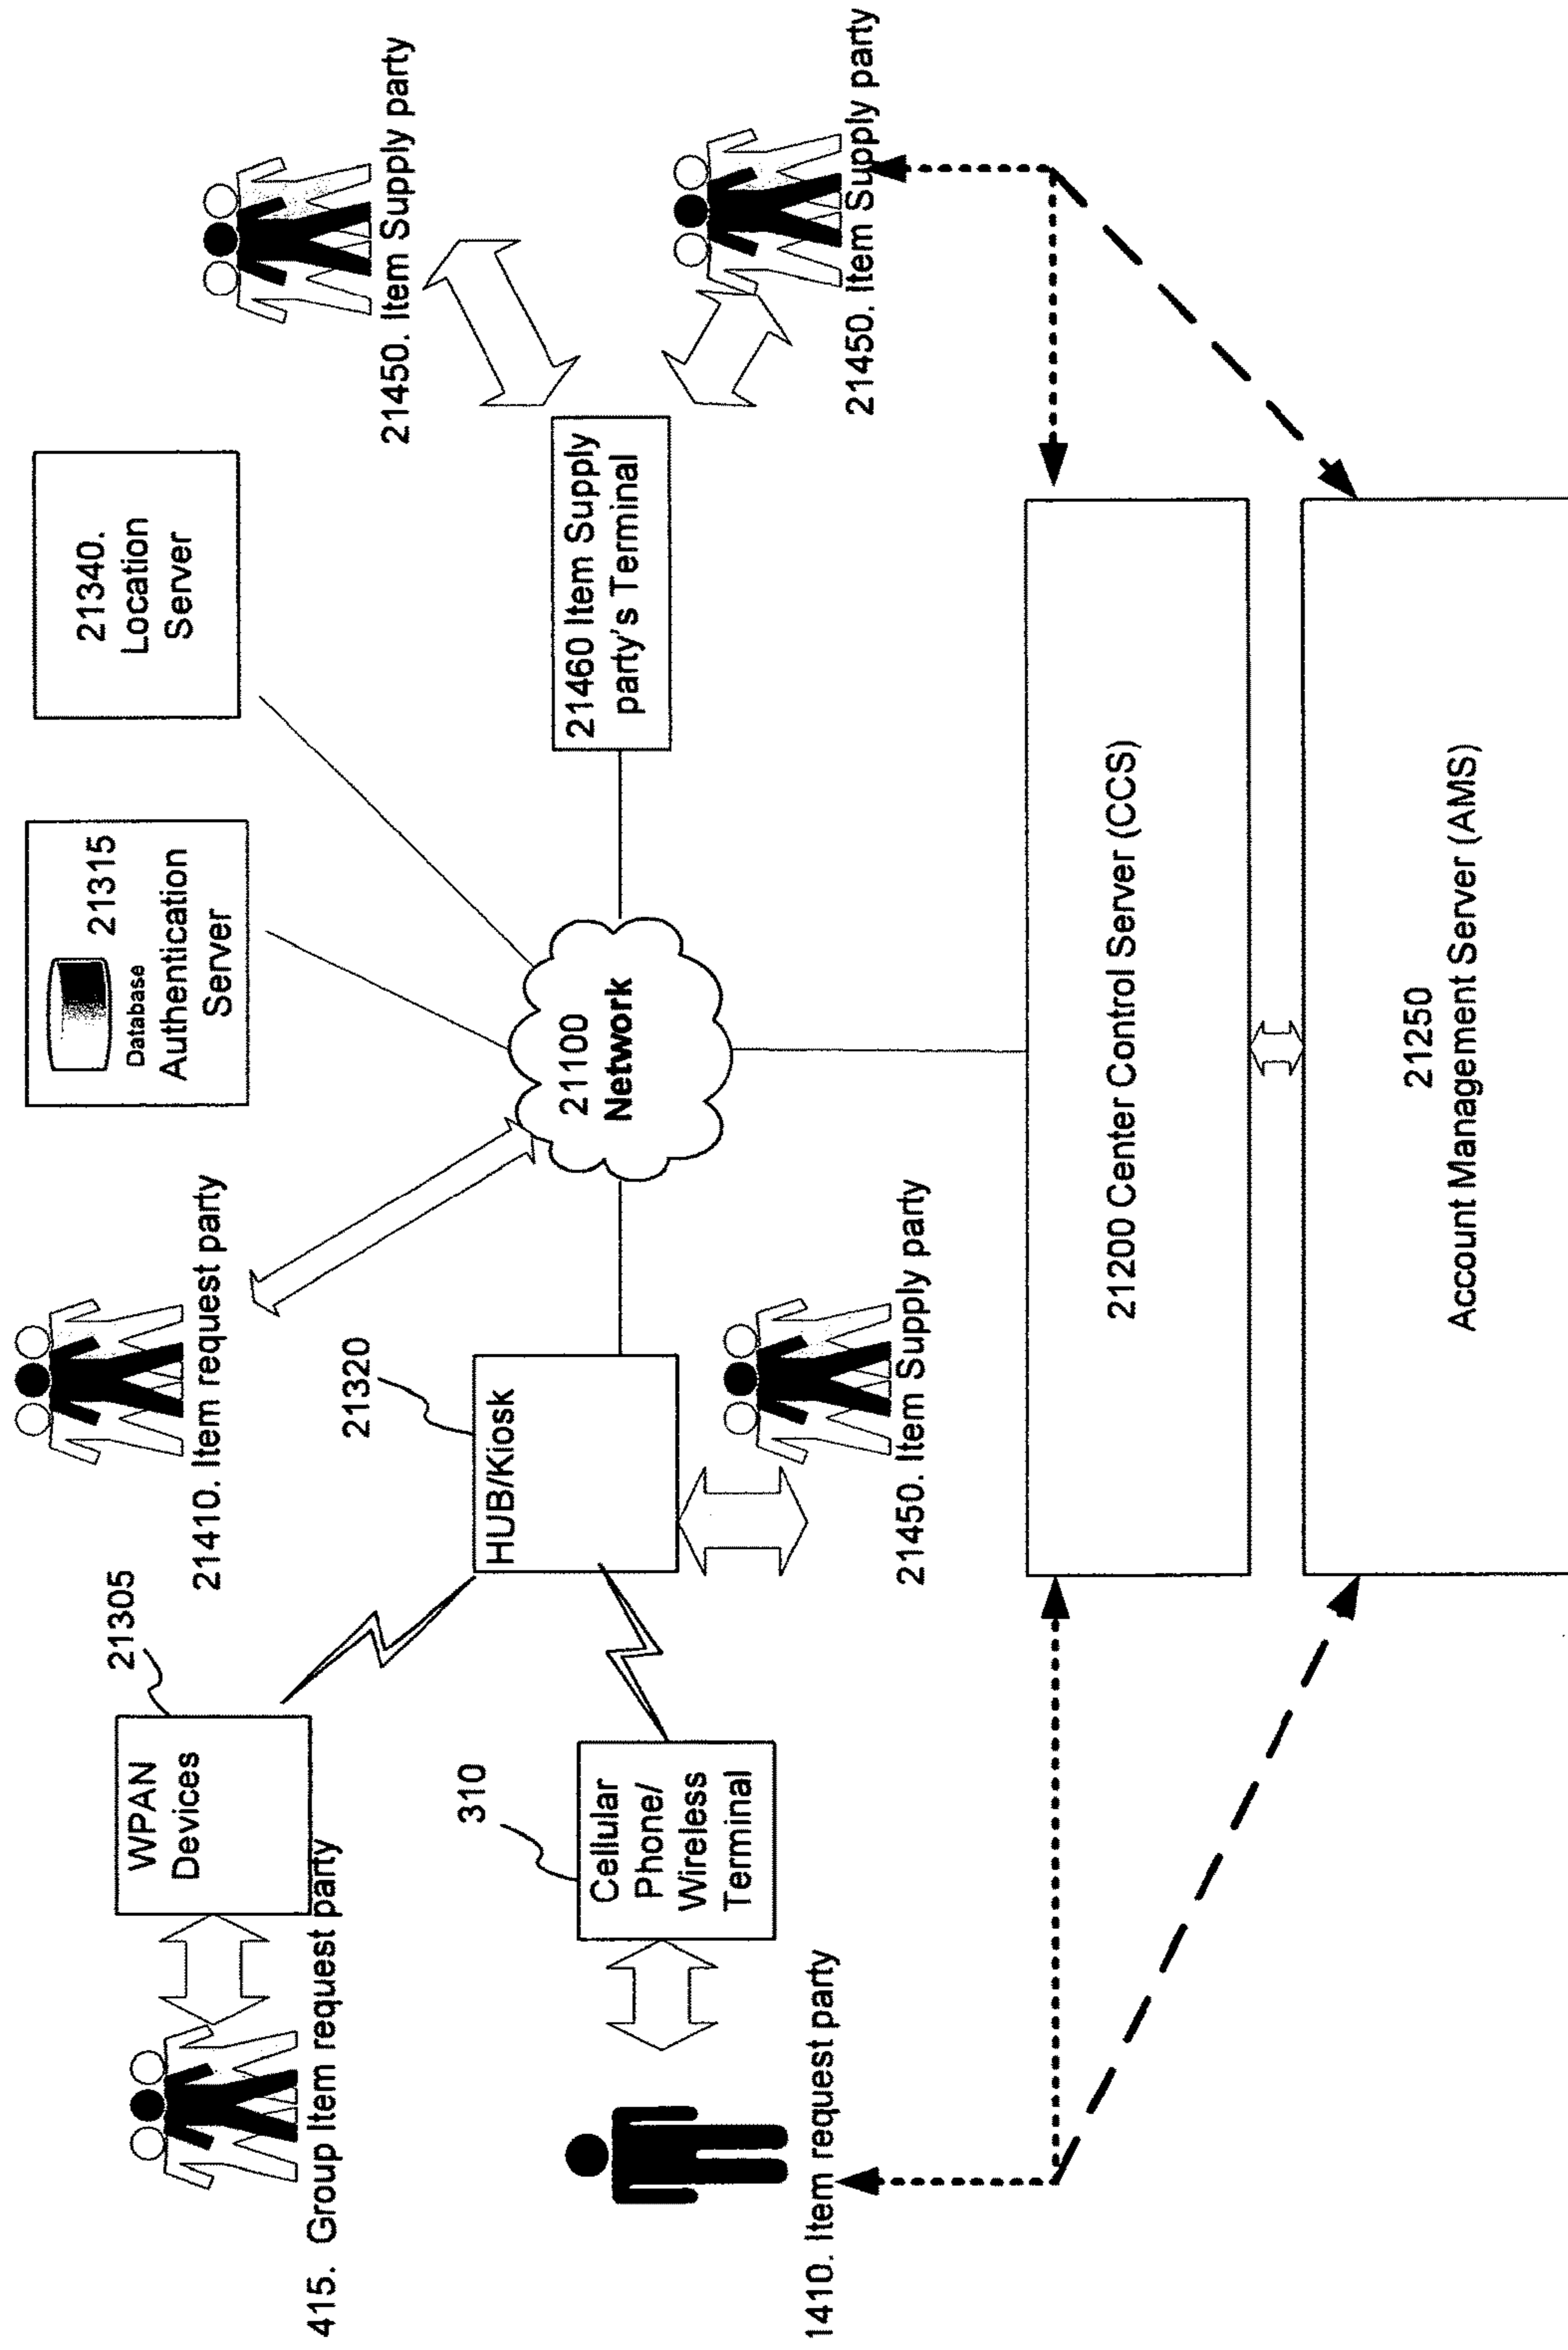 21315
Database
Authentication
Server
21340.
Location
Server
21410. Item request party
21450. Item Supply party
21305
WPAN
Devices
415. Group Item request party
21320
HUB/Kiosk
21100
Network
21460 Item Supply
party's Terminal
21450. Item Supply party
310
Cellular
Phone/
Wireless
Terminal
1410. Item request party
21450. Item Supply party
21200 Center Control Server (CCS)
21250
Account Management Server (AMS)